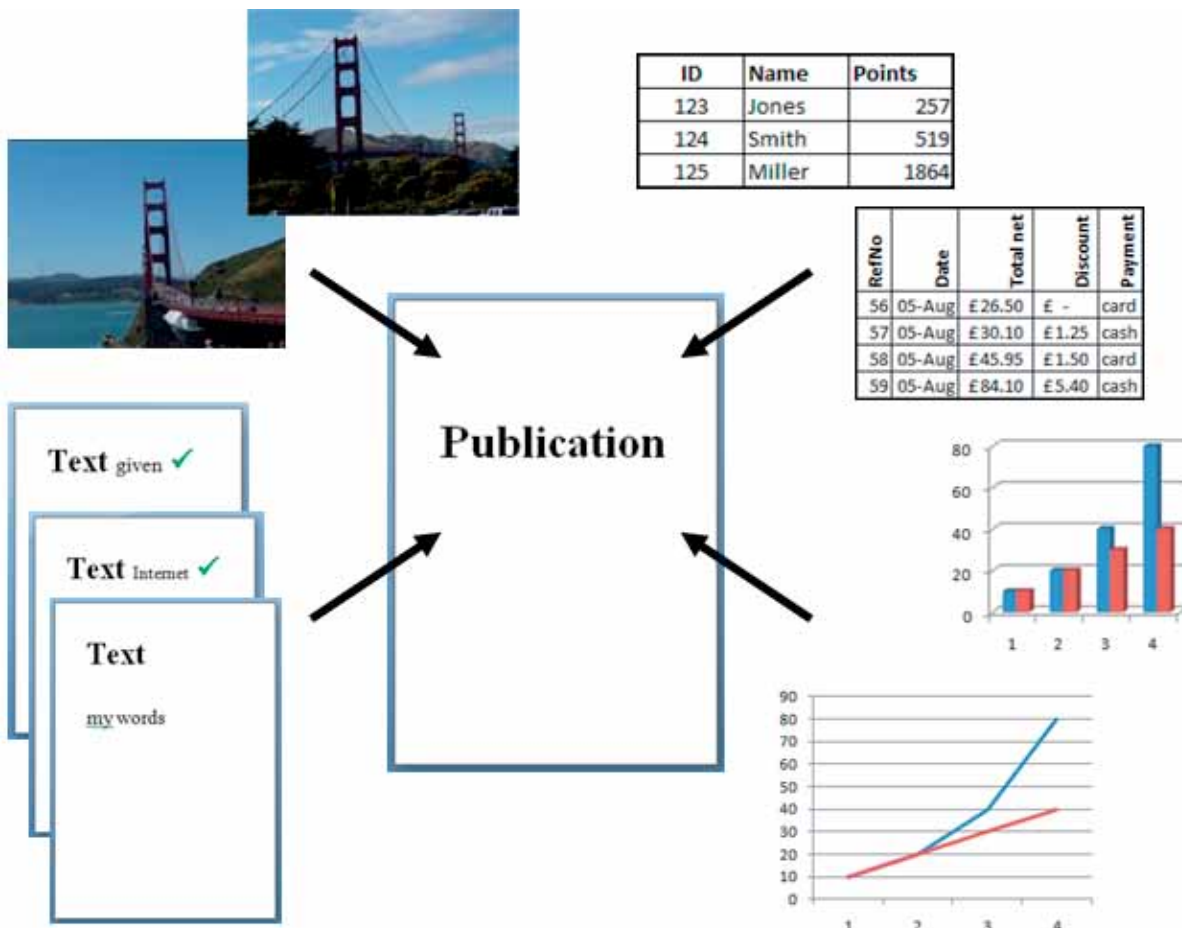 ID Name Points
123 Jones 257
124 Smith 519
125 Miller 1864
RefNo Date Total net Discount Payment
56 05-Aug £26.50 £ - card
57 05-Aug £30.10 £1.25 cash
58 05-Aug £45.95 £1.50 card
59 05-Aug £84.10 £5.40 cash
Publication
Text given ✓
Text Internet ✓
Text
my words
80
60
40
20
0
1 2 3 4
90
80
70
60
50
40
30
20
10
0
1 2 3 4